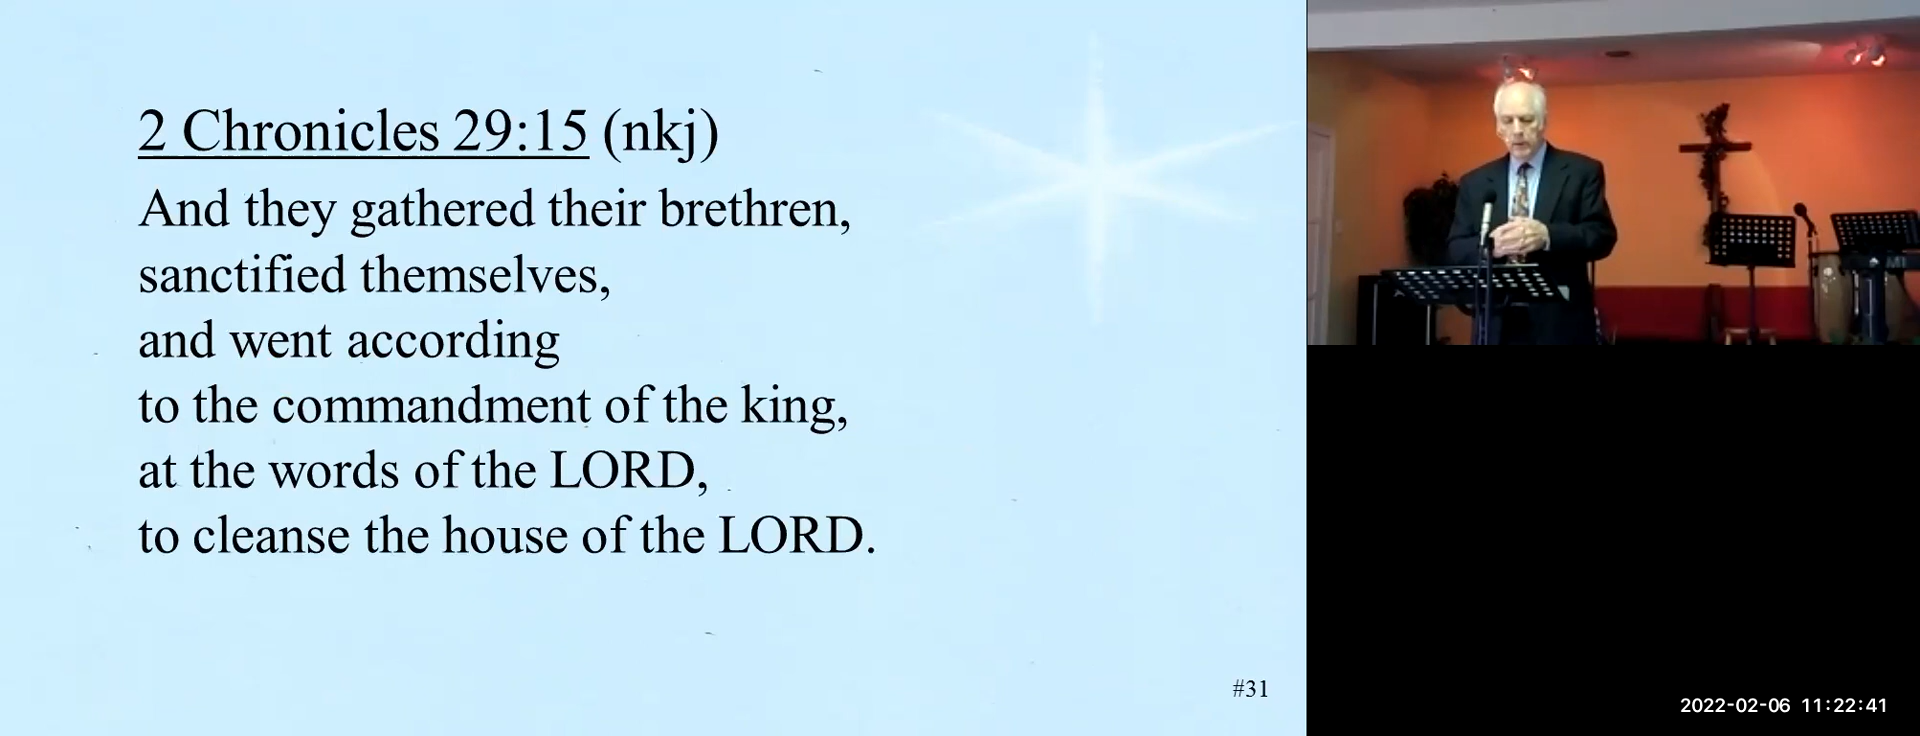 2 Chronicles 29:15 (nkj)
And they gathered their brethren,
sanctified themselves,
and went according
to the commandment of the king,
at the words of the LORD,
to cleanse the house of the LORD.
#31
2022-02-06 11:22:41